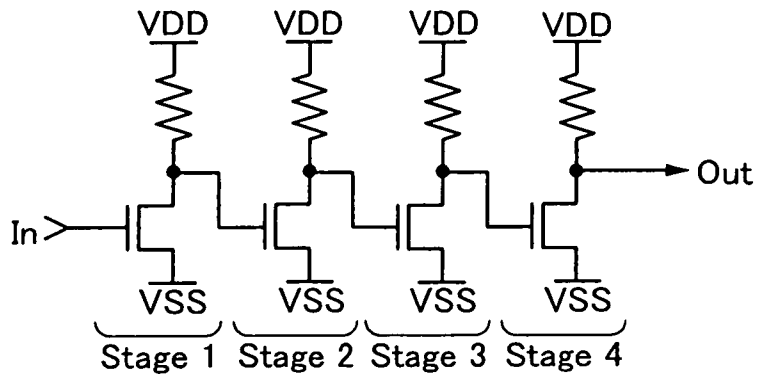 VDD VDD VDD VDD
In
Out
VSS VSS VSS VSS
Stage 1 Stage 2 Stage 3 Stage 4